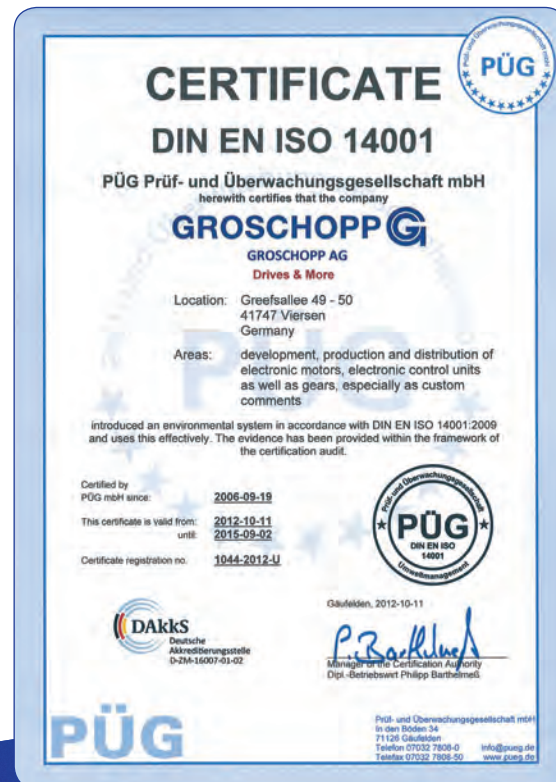 PÜG
CERTIFICATE
DIN EN ISO 14001
PÜG Prüf- und Überwachungsgesellschaft mbH
herewith certifies that the company
GROSCHOPP G
GROSCHOPP AG
Drives & More
Location: Greefsallee 49 - 50
41747 Viersen
Germany
Areas: development, production and distribution of
electronic motors, electronic control units
as well as gears, especially as custom
comments
introduced an environmental system in accordance with DIN EN ISO 14001:2009
and uses this effectively. The evidence has been provided within the framework of
the certification audit.
Certified by
PÜG mbH since: 2006-09-19
This certificate is valid from: 2012-10-11
until: 2015-09-02
Certificate registration no. 1044-2012-U
Prüf- und Überwachungsgesellschaft
PÜG
DIN EN ISO
14001
Umweltmanagement
DAkkS
Deutsche
Akkreditierungsstelle
D-ZM-16007-01-02
Gäufelden, 2012-10-11
P. Barthelmeß
Manager of the Certification Authority
Dipl.-Betriebswirt Philipp Barthelmeß
PÜG
Prüf- und Überwachungsgesellschaft mbH
In den Böden 34
71126 Gäufelden
Telefon 07032 7808-0 info@pueg.de
Telefax 07032 7808-50 www.pueg.de